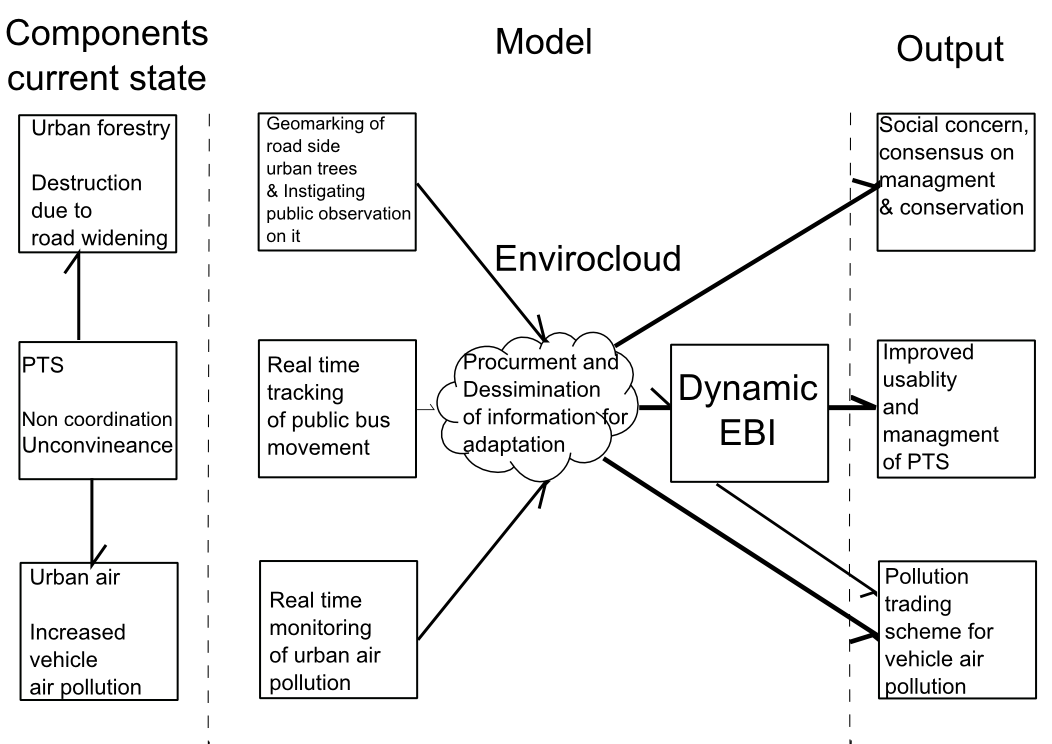 Components
current state
Model
Output
Urban forestry
Destruction
due to
road widening
PTS
Non coordination
Unconvineance
Urban air
Increased
vehicle
air pollution
Geomarking of
road side
urban trees
& Instigating
public observation
on it
Real time
tracking
of public bus
movement
Real time
monitoring
of urban air
pollution
Envirocloud
Procurment and
Dessimination
of information for
adaptation
Dynamic
EBI
Social concern,
consensus on
managment
& conservation
Improved
usablity
and
managment
of PTS
Pollution
trading
scheme for
vehicle air
pollution